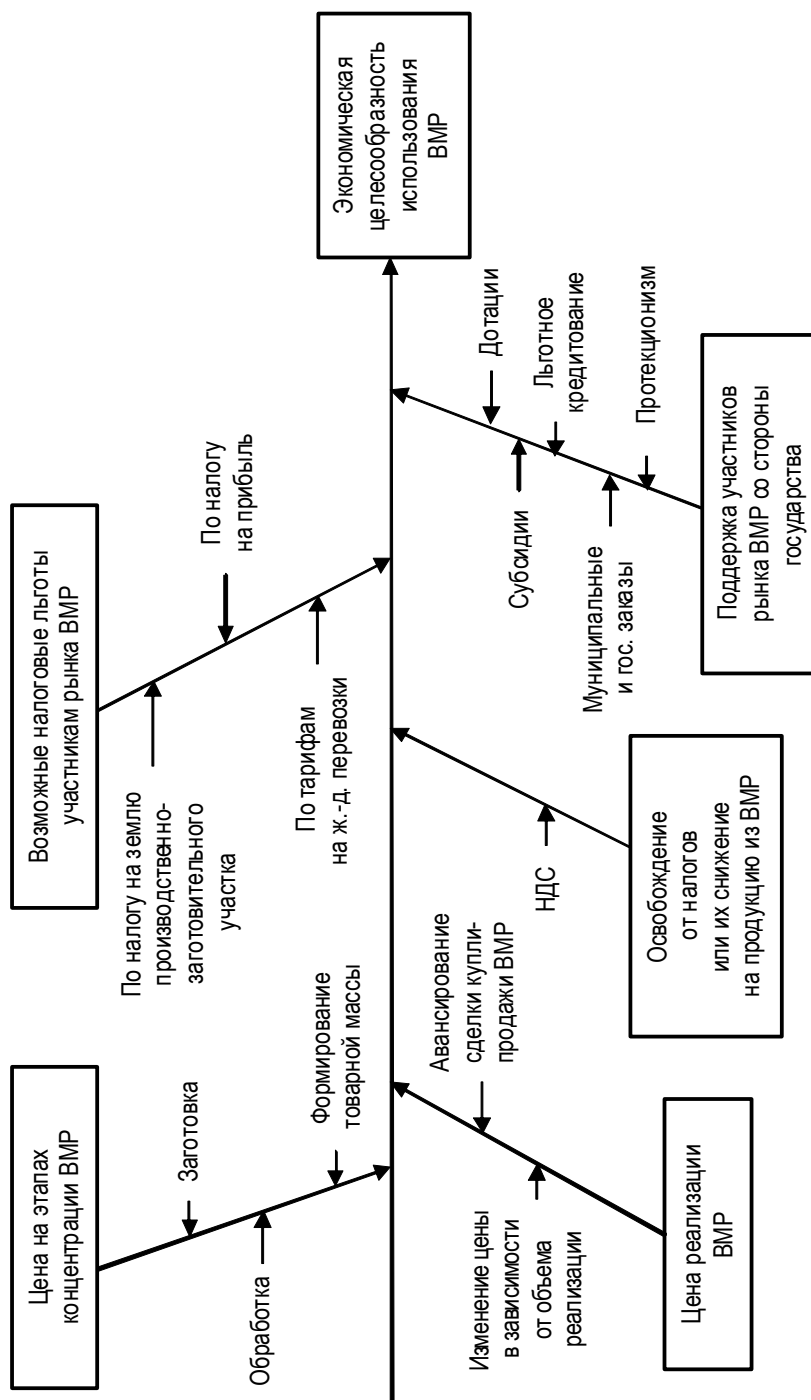 Цена на этапах
концентрации ВМР
Заготовка
Обработка
Формирование
товарной массы
Возможные налоговые льготы
участникам рынка ВМР
По налогу на землю
производственно-
заготовительного
участка
По налогу
на прибыль
По тарифам
на ж.-д. перевозки
Экономическая
целесообразность
использования
ВМР
Авансирование
сделки купли-
продажи ВМР
Изменение цены
в зависимости
от объема
реализации
Цена реализации
ВМР
НДС
Освобождение
от налогов
или их снижение
на продукцию из ВМР
Дотации
Субсидии
Льготное
кредитование
Муниципальные
и гос. заказы
Протекционизм
Поддержка участников
рынка ВМР со стороны
государства